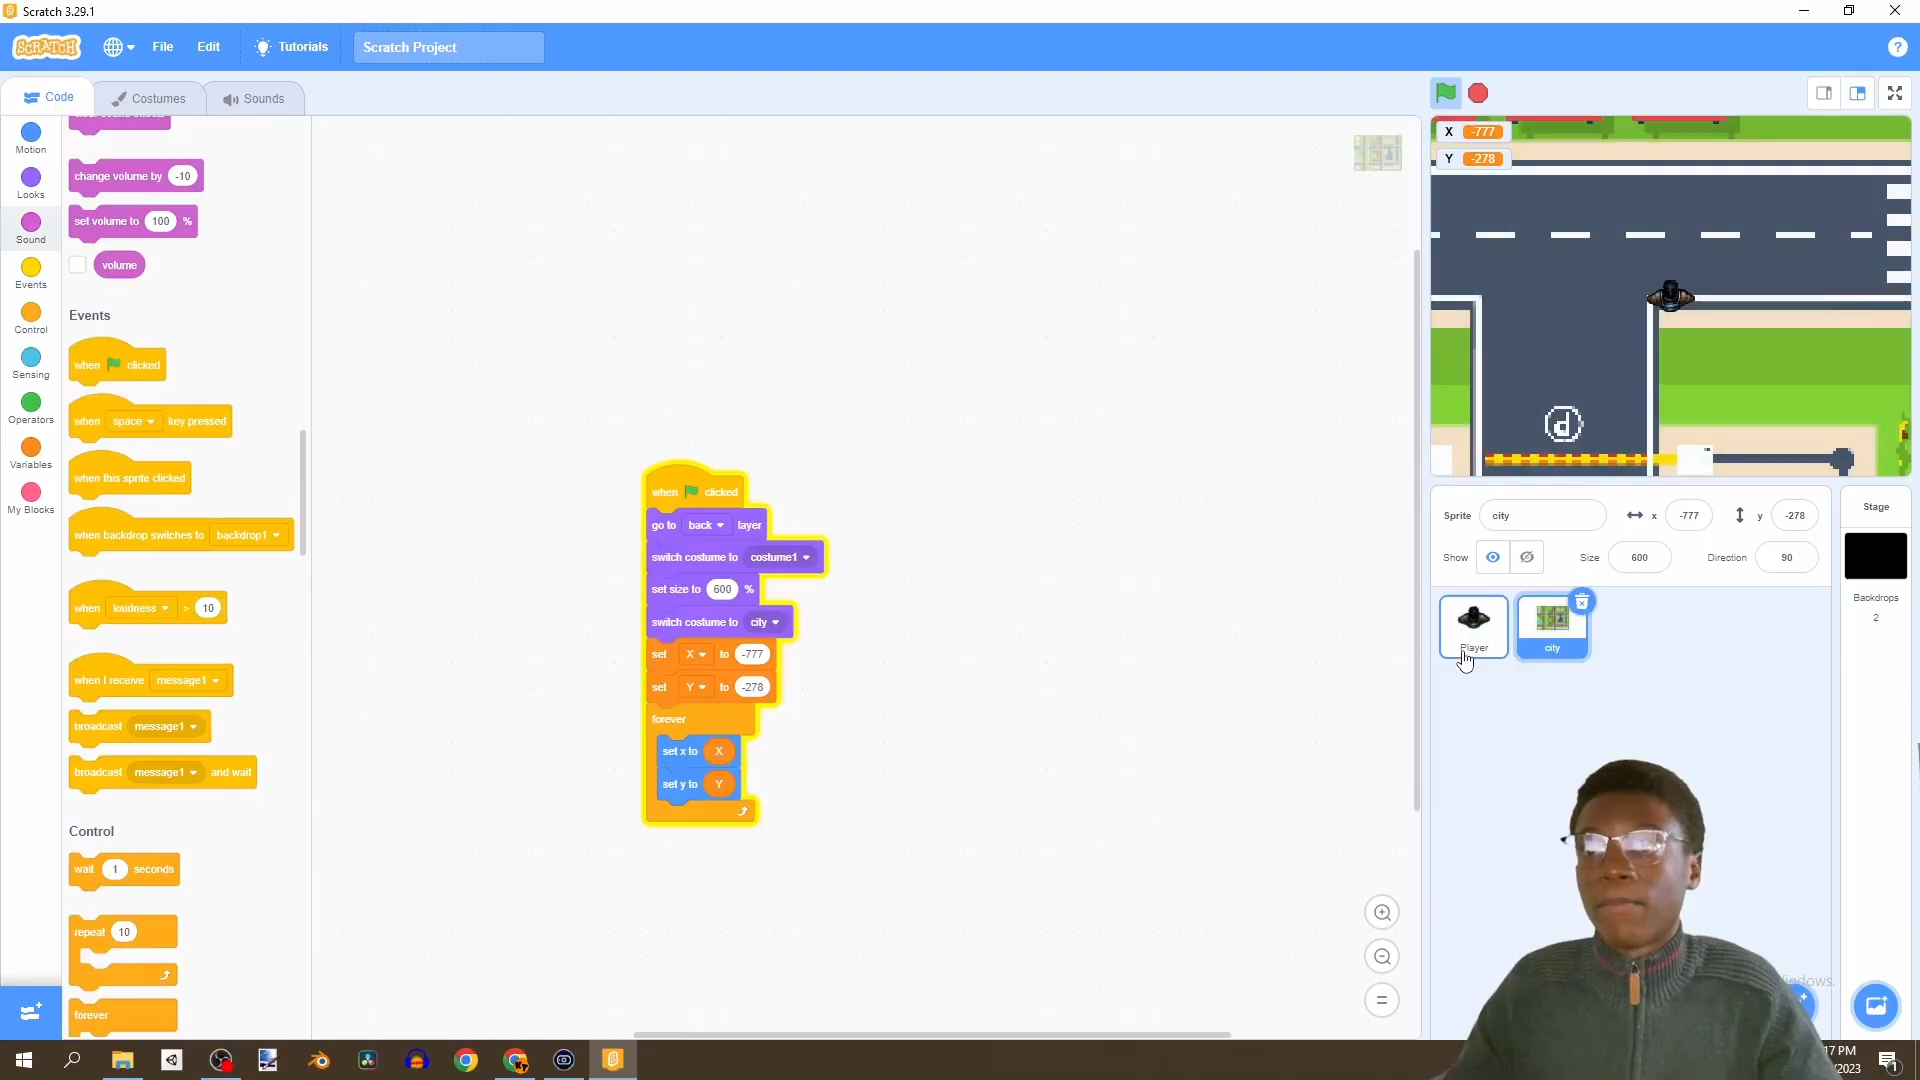 Scratch 3.29.1
SCRATCH
File
Edit
Tutorials
Scratch Project
?
Code
Costumes
Sounds
Motion
Looks
Sound
Events
Control
Sensing
Operators
Variables
My Blocks
change volume by -10
set volume to 100 %
volume
Events
when clicked
when space key pressed
when this sprite clicked
when backdrop switches to backdrop1
when loudness > 10
when I receive message1
broadcast message1
broadcast message1 and wait
Control
wait 1 seconds
repeat 10
forever
when clicked
go to back layer
switch costume to costume1
set size to 600 %
switch costume to city
set X to -777
set Y to -278
forever
set x to X
set y to Y
X -777
Y -278
d
Sprite city x -777 y -278
Show Size 600 Direction 90
Player
city
Stage
Backdrops
2
17 PM
/2023
1